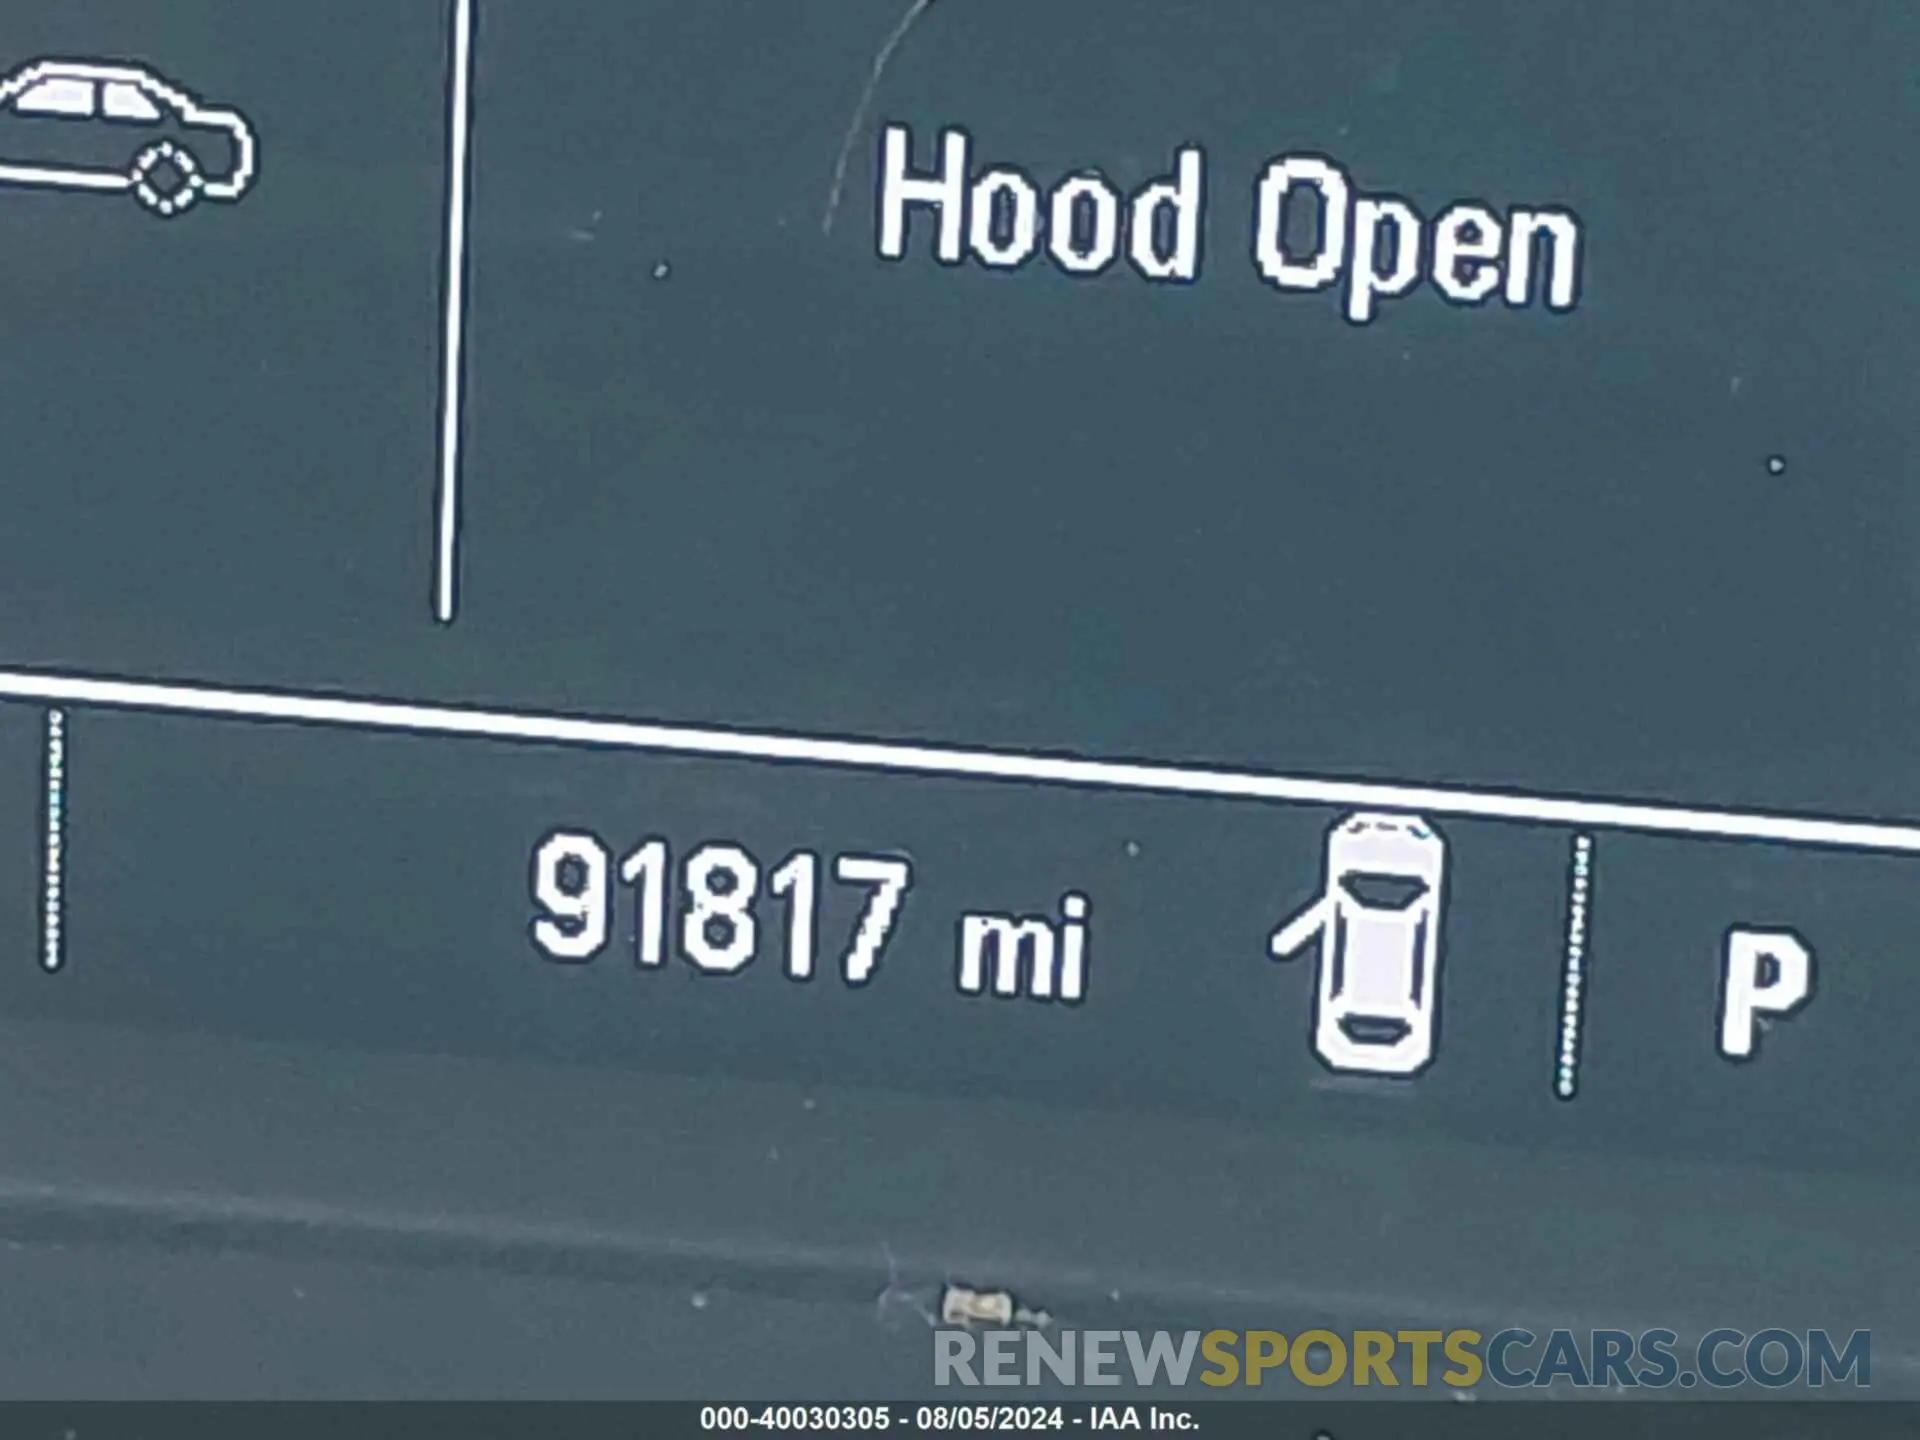 Hood Open
91817 mi
P
RENEWSPORTSCARS.COM
000-40030305 - 08/05/2024 - IAA Inc.